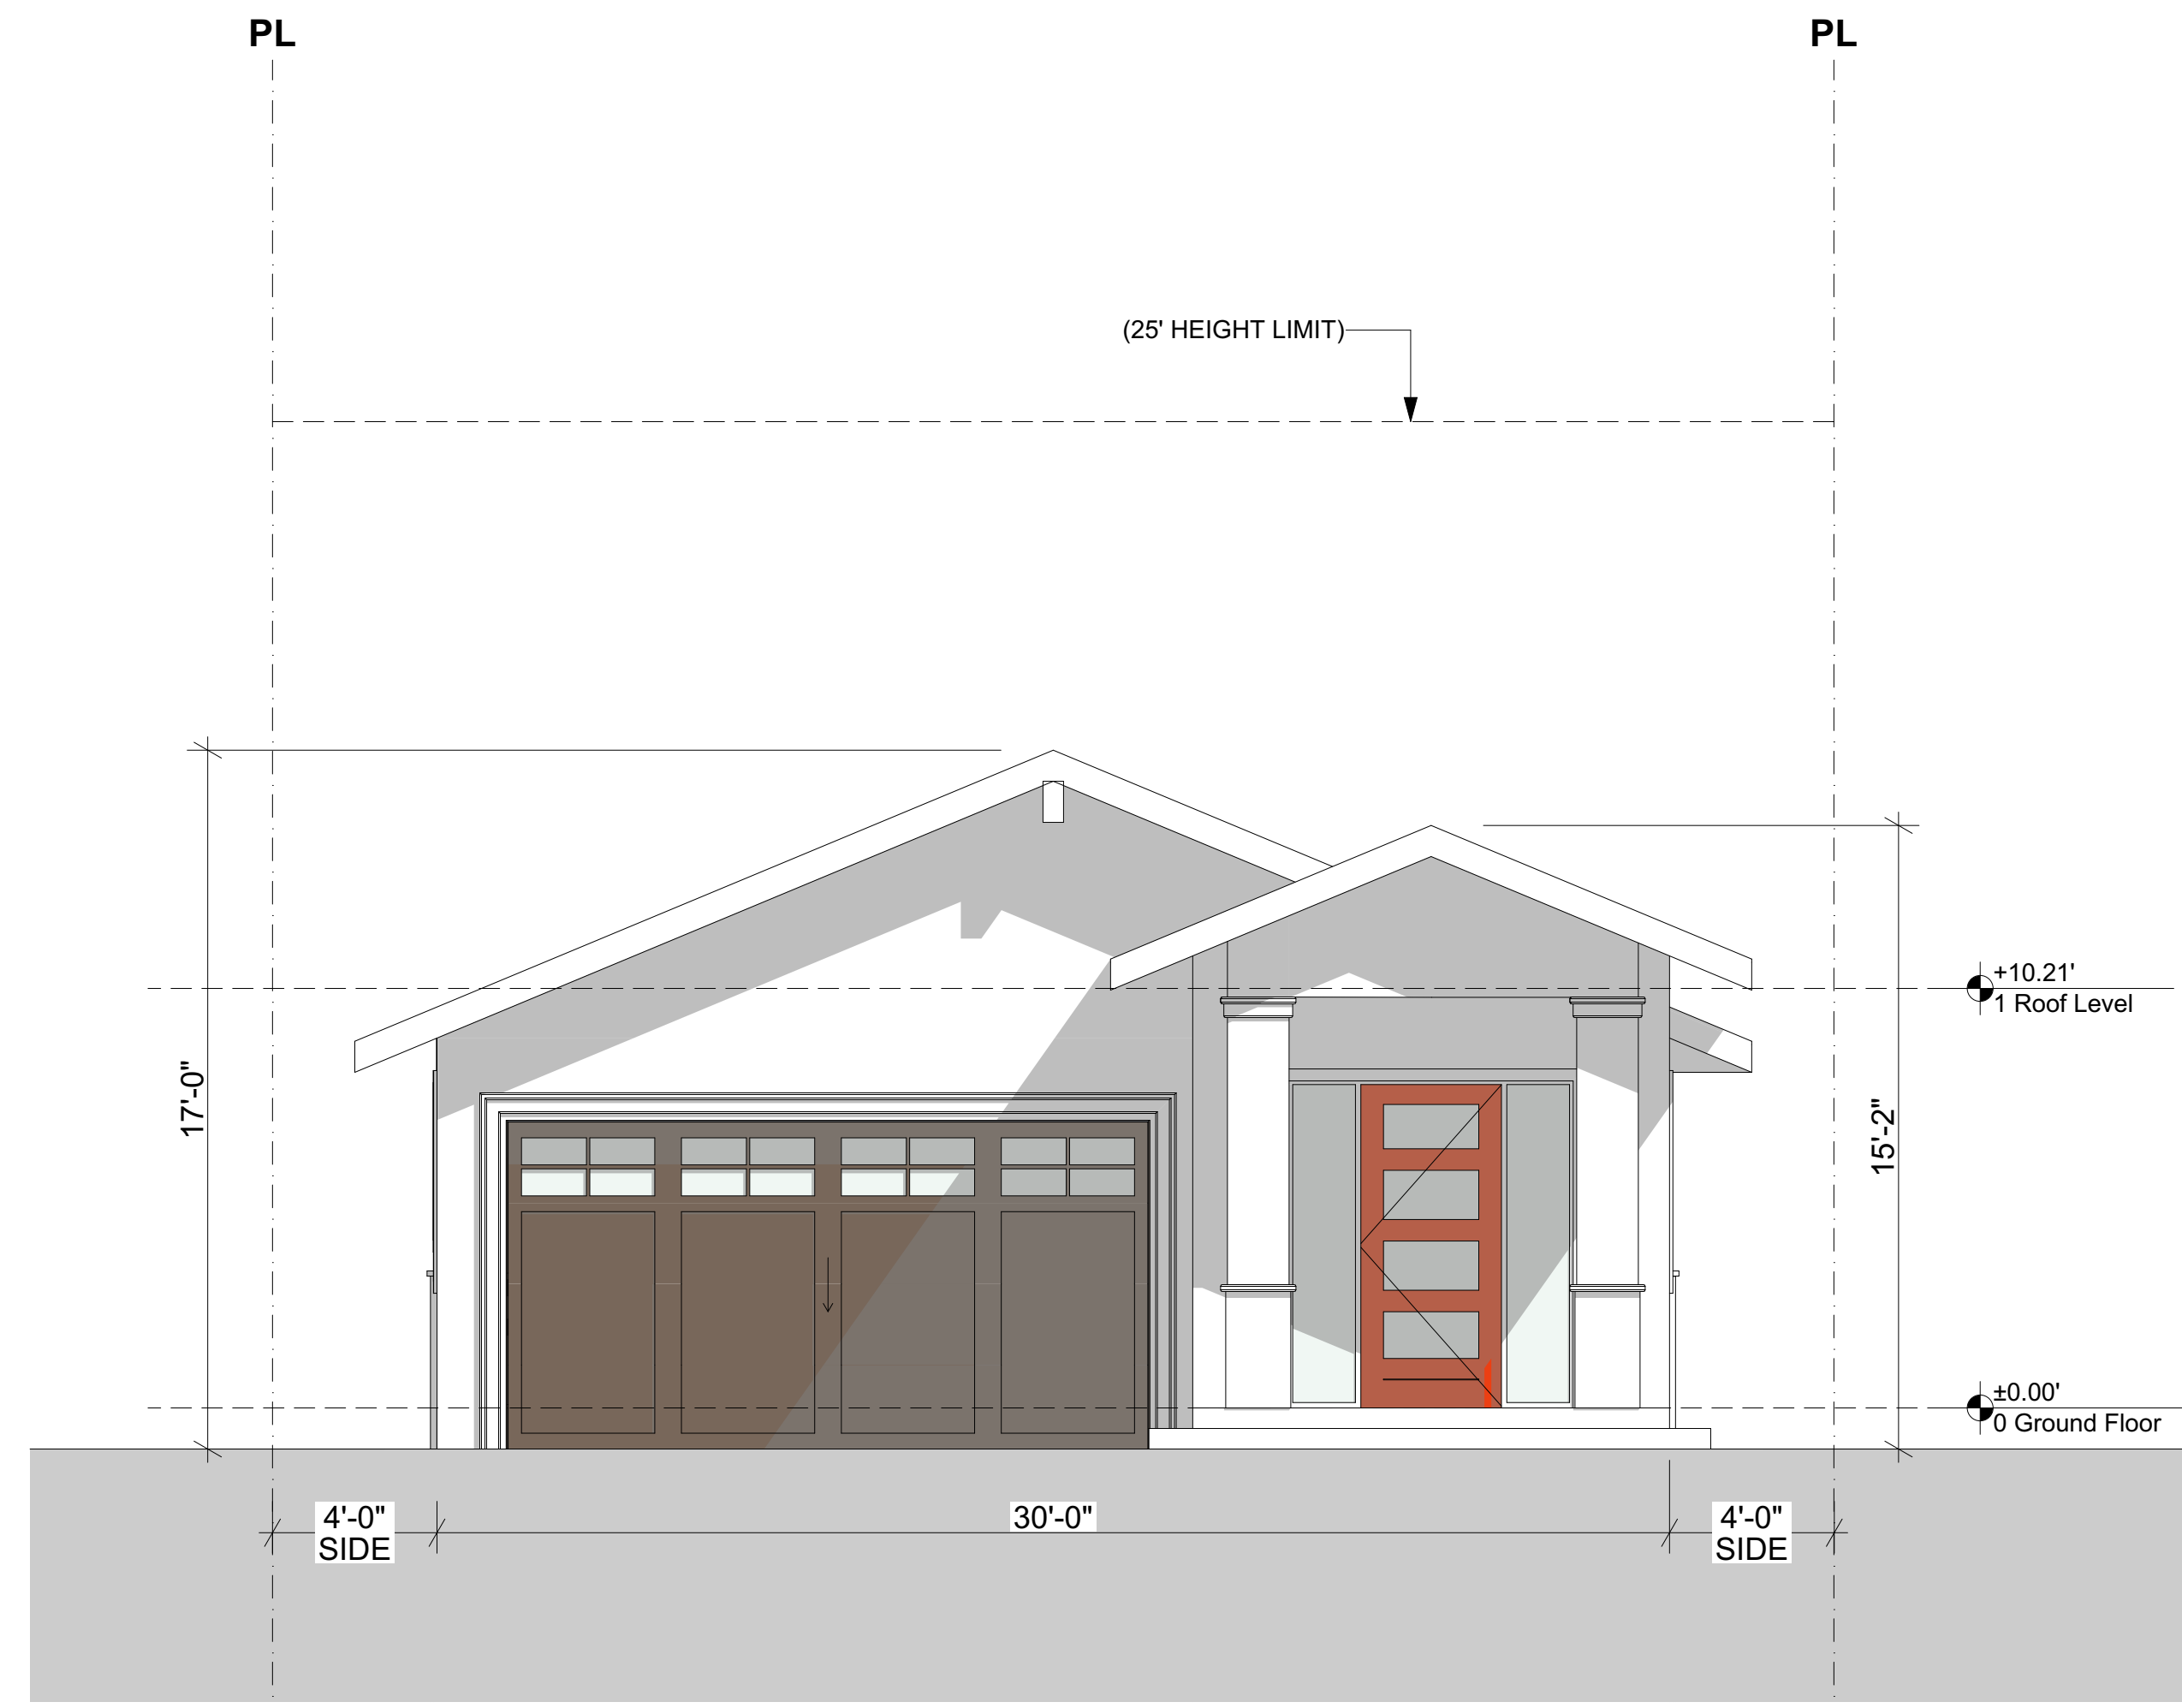 PL
PL
(25' HEIGHT LIMIT)
+10.21'
1 Roof Level
17'-0"
15'-2"
±0.00'
0 Ground Floor
4'-0"
SIDE
30'-0"
4'-0"
SIDE